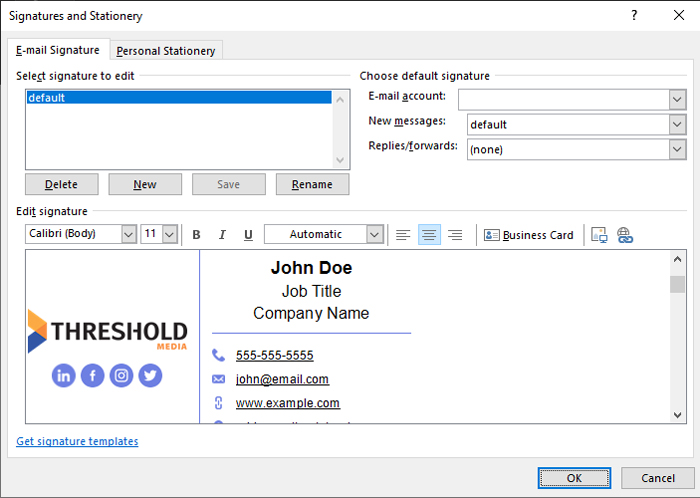 Signatures and Stationery
?
E-mail Signature
Personal Stationery
Select signature to edit
default
Delete
New
Save
Rename
Choose default signature
E-mail account:
New messages:
default
Replies/forwards:
(none)
Edit signature
Calibri (Body)
11
B
I
U
Automatic
Business Card
THRESHOLD
MEDIA
in
f
John Doe
Job Title
Company Name
555-555-5555
john@email.com
www.example.com
Get signature templates
OK
Cancel